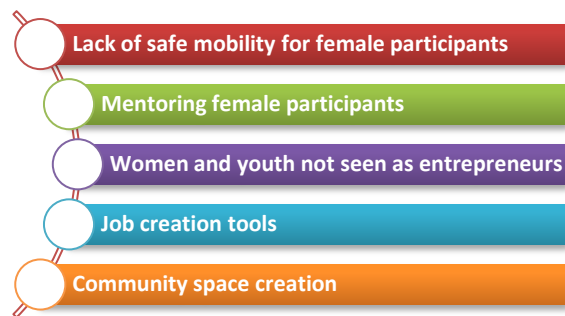 Lack of safe mobility for female participants
Mentoring female participants
Women and youth not seen as entrepreneurs
Job creation tools
Community space creation